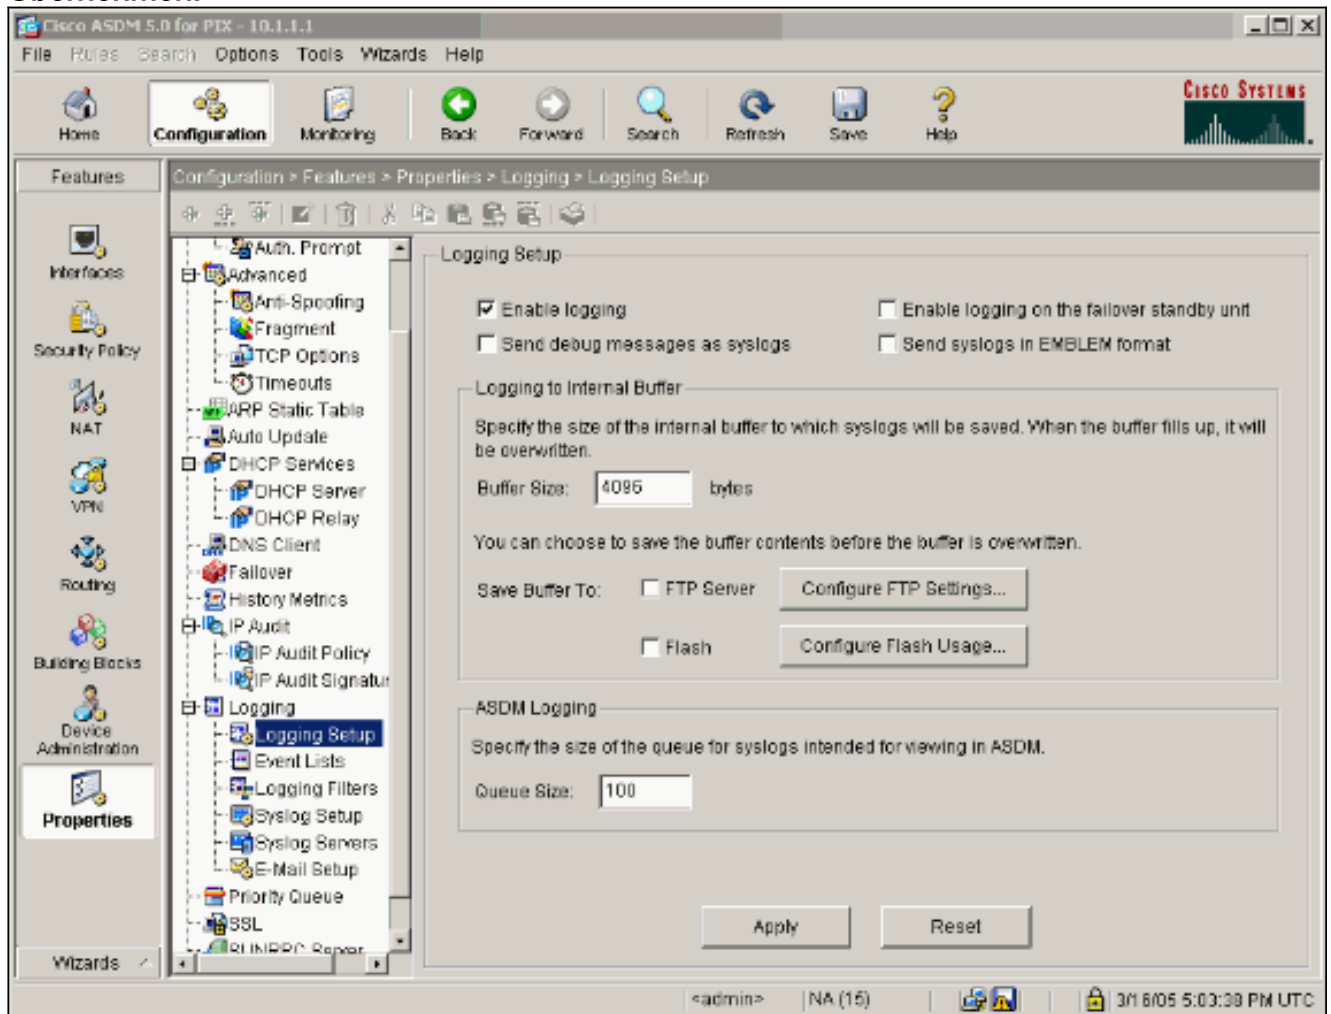 Cisco ASDM 5.0 for PIX - 10.1.1.1
File Rules Search Options Tools Wizards Help
Home Configuration Monitoring Back Forward Search Refresh Save Help
CISCO SYSTEMS
Features
Configuration > Features > Properties > Logging > Logging Setup
Interfaces
Security Policy
NAT
VPN
Routing
Building Blocks
Device Administration
Properties
Wizards
Auth. Prompt
Advanced
Anti-Spoofing
Fragment
TCP Options
Timeouts
ARP Static Table
Auto Update
DHCP Services
DHCP Server
DHCP Relay
DNS Client
Failover
History Metrics
IP Audit
IP Audit Policy
IP Audit Signatur
Logging
Logging Setup
Event Lists
Logging Filters
Syslog Setup
Syslog Servers
E-Mail Setup
Priority Queue
SSL
SUNRPC Server
Logging Setup
Enable logging
Enable logging on the failover standby unit
Send debug messages as syslogs
Send syslogs in EMBLEM format
Logging to Internal Buffer
Specify the size of the internal buffer to which syslogs will be saved. When the buffer fills up, it will
be overwritten.
Buffer Size: 4096 bytes
You can choose to save the buffer contents before the buffer is overwritten.
Save Buffer To: FTP Server Configure FTP Settings...
Flash Configure Flash Usage...
ASDM Logging
Specify the size of the queue for syslogs intended for viewing in ASDM.
Queue Size: 100
Apply Reset
<admin> NA (15) 3/16/05 5:03:38 PM UTC